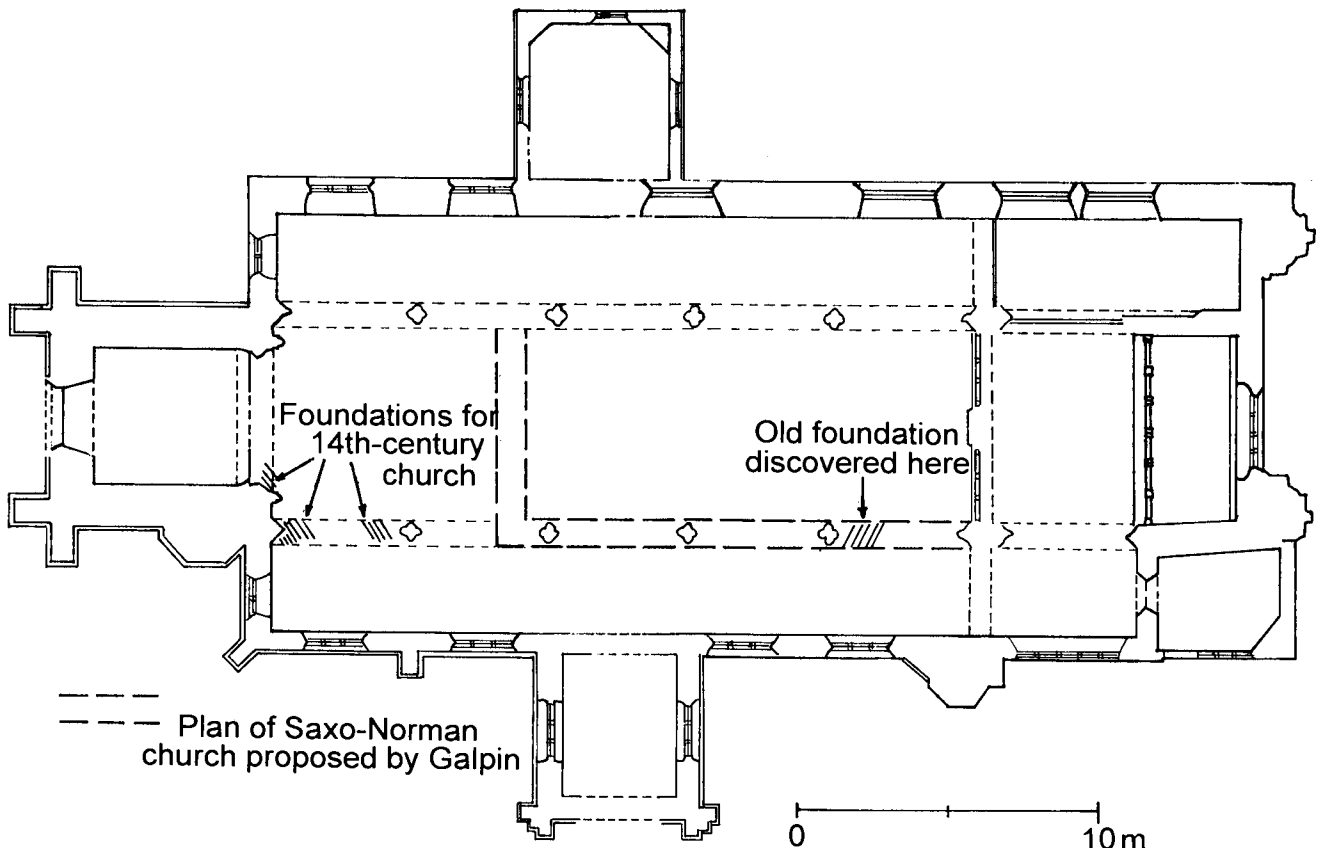 Foundations for
14th-century
church
Old foundation
discovered here
Plan of Saxo-Norman
church proposed by Galpin
0
10 m